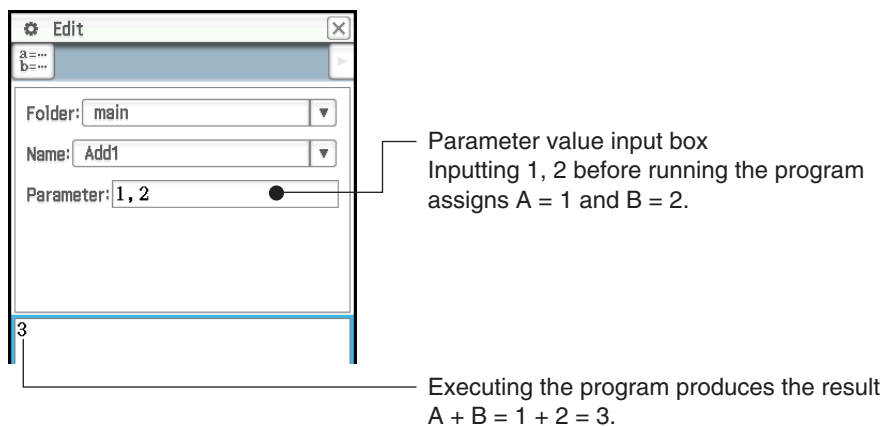 Edit
a=…
b=…
Folder: main
Name: Add1
Parameter: 1,2
Parameter value input box
Inputting 1, 2 before running the program
assigns A = 1 and B = 2.
3
Executing the program produces the result
A + B = 1 + 2 = 3.